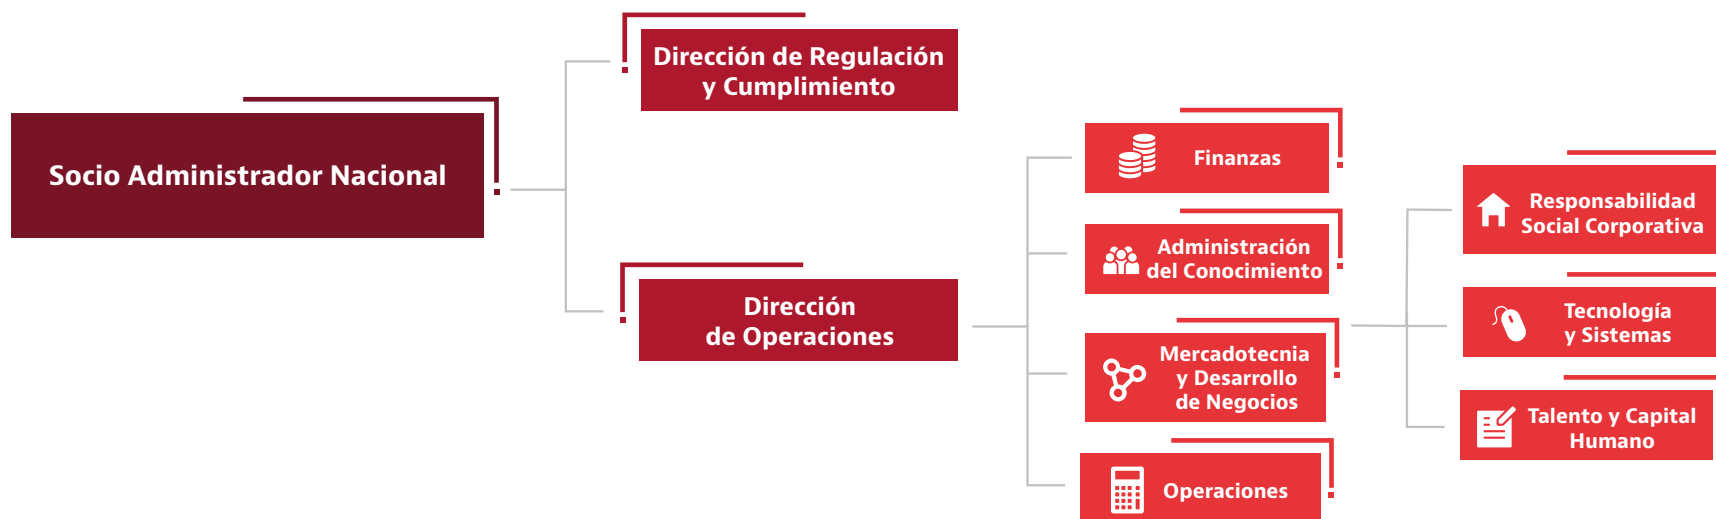 Socio Administrador Nacional
Dirección de Regulación
y Cumplimiento
Dirección
de Operaciones
Finanzas
Administración
del Conocimiento
Mercadotecnia
y Desarrollo
de Negocios
Operaciones
Responsabilidad
Social Corporativa
Tecnología
y Sistemas
Talento y Capital
Humano